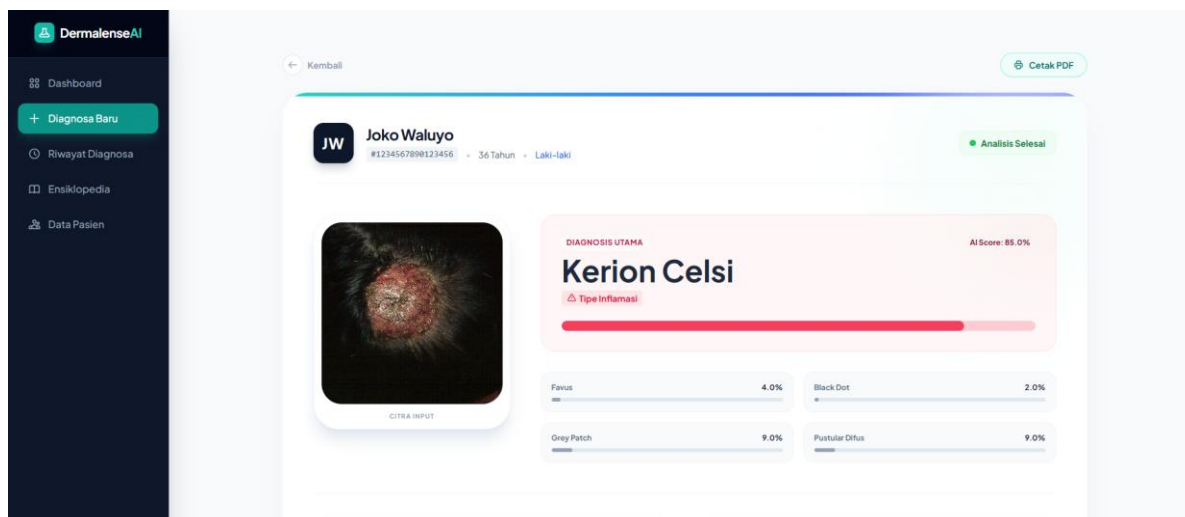 DermalenseAI
Dashboard
Diagnosa Baru
Riwayat Diagnosa
Ensiklopedia
Data Pasien
Kembali
Cetak PDF
JW
Joko Waluyo
#1234567890123456 • 36 Tahun • Laki-laki
Analisis Selesai
CITRA INPUT
DIAGNOSIS UTAMA
AI Score: 85.0%
Kerion Celsi
Tipe Inflamasi
Favus 4.0%
Black Dot 2.0%
Grey Patch 9.0%
Pustular Difus 9.0%